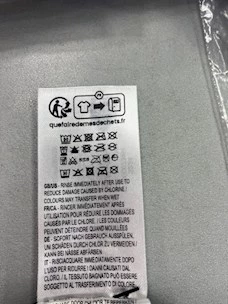 FR
quefairedemesdechets.fr
GB/US - RINSE IMMEDIATELY AFTER USE TO
REDUCE DAMAGE CAUSED BY CHLORINE /
COLOURS MAY TRANSFER WHEN WET
FR/CA - RINCER IMMÉDIATEMENT APRÈS
UTILISATION POUR RÉDUIRE LES DOMMAGES
CAUSÉS PAR LE CHLORE. / LES COULEURS
PEUVENT DÉTEINDRE QUAND MOUILLÉES
DE - SOFORT NACH GEBRAUCH AUSSPÜLEN,
UM SCHÄDEN DURCH CHLOR ZU VERMEIDEN /
KANN BEI NÄSSE ABFÄRBEN
IT - RISCIACQUARE IMMEDIATAMENTE DOPO
L'USO PER RIDURRE I DANNI CAUSATI DAL
CLORO. / IL TESSUTO BAGNATO PUÒ ESSERE
SOGGETTO AL TRASFERIMENTO DI COLORE